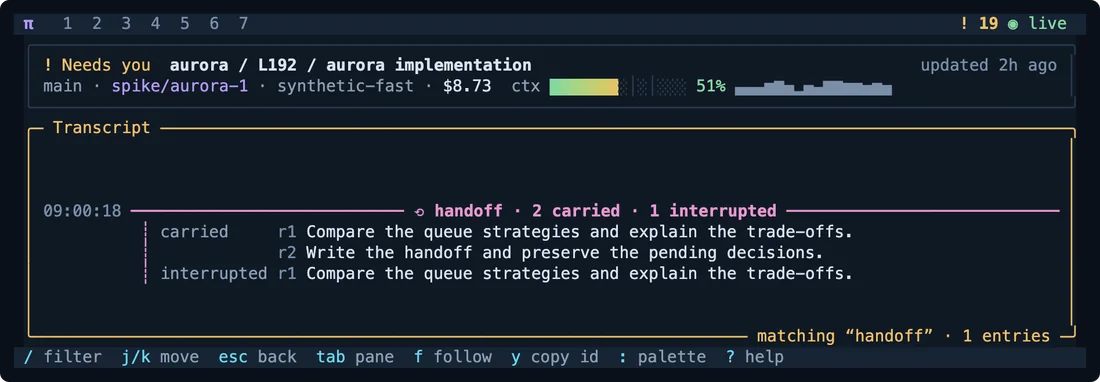 π 1 2 3 4 5 6 7 ! 19 ◉ live
! Needs you aurora / L192 / aurora implementation updated 2h ago
main · spike/aurora-1 · synthetic-fast · $8.73 ctx 51%
Transcript
09:00:18 ⟲ handoff · 2 carried · 1 interrupted
carried r1 Compare the queue strategies and explain the trade-offs.
r2 Write the handoff and preserve the pending decisions.
interrupted r1 Compare the queue strategies and explain the trade-offs.
matching “handoff” · 1 entries
/ filter j/k move esc back tab pane f follow y copy id : palette ? help